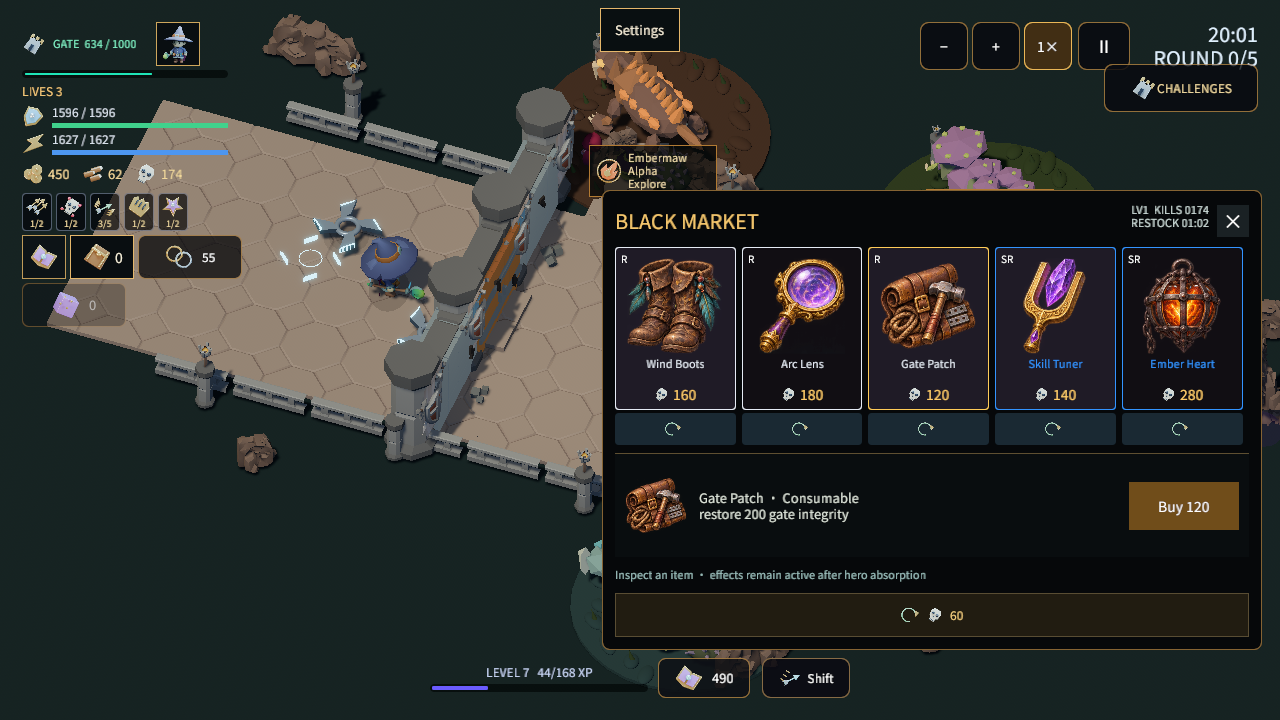 GATE 634 / 1000
LIVES 3
1596 / 1596
1627 / 1627
450
62
174
1/2
1/2
3/5
1/2
1/2
0
55
0
Settings
−
+
1×
20:01
ROUND 0/5
CHALLENGES
Embermaw
Alpha
Explore
BLACK MARKET
LV1 KILLS 0174
RESTOCK 01:02
R
R
R
SR
SR
Wind Boots
Arc Lens
Gate Patch
Skill Tuner
Ember Heart
160
180
120
140
280
Gate Patch • Consumable
restore 200 gate integrity
Buy 120
Inspect an item • effects remain active after hero absorption
60
LEVEL 7 44/168 XP
490
Shift